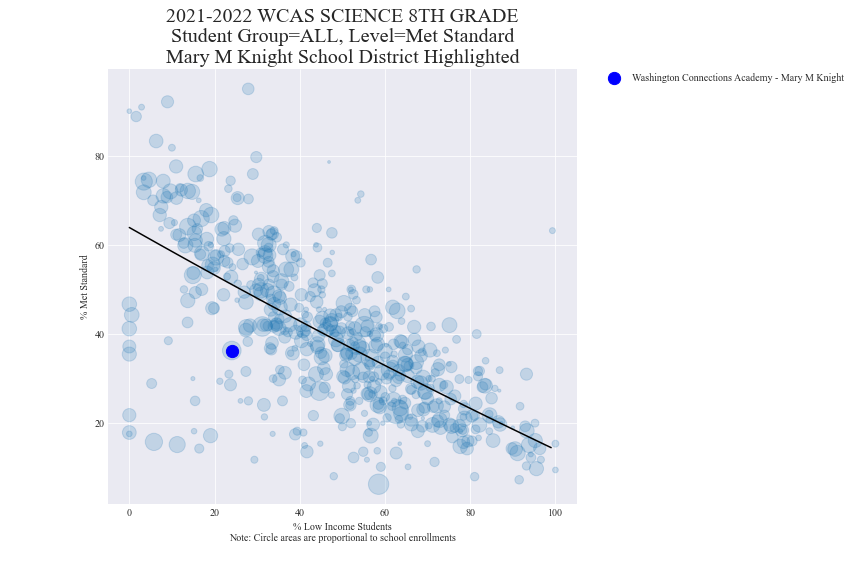 2021-2022 WCAS SCIENCE 8TH GRADE
Student Group=ALL, Level=Met Standard
Mary M Knight School District Highlighted
Washington Connections Academy - Mary M Knight
% Met Standard
80
60
40
20
0 20 40 60 80 100
% Low Income Students
Note: Circle areas are proportional to school enrollments